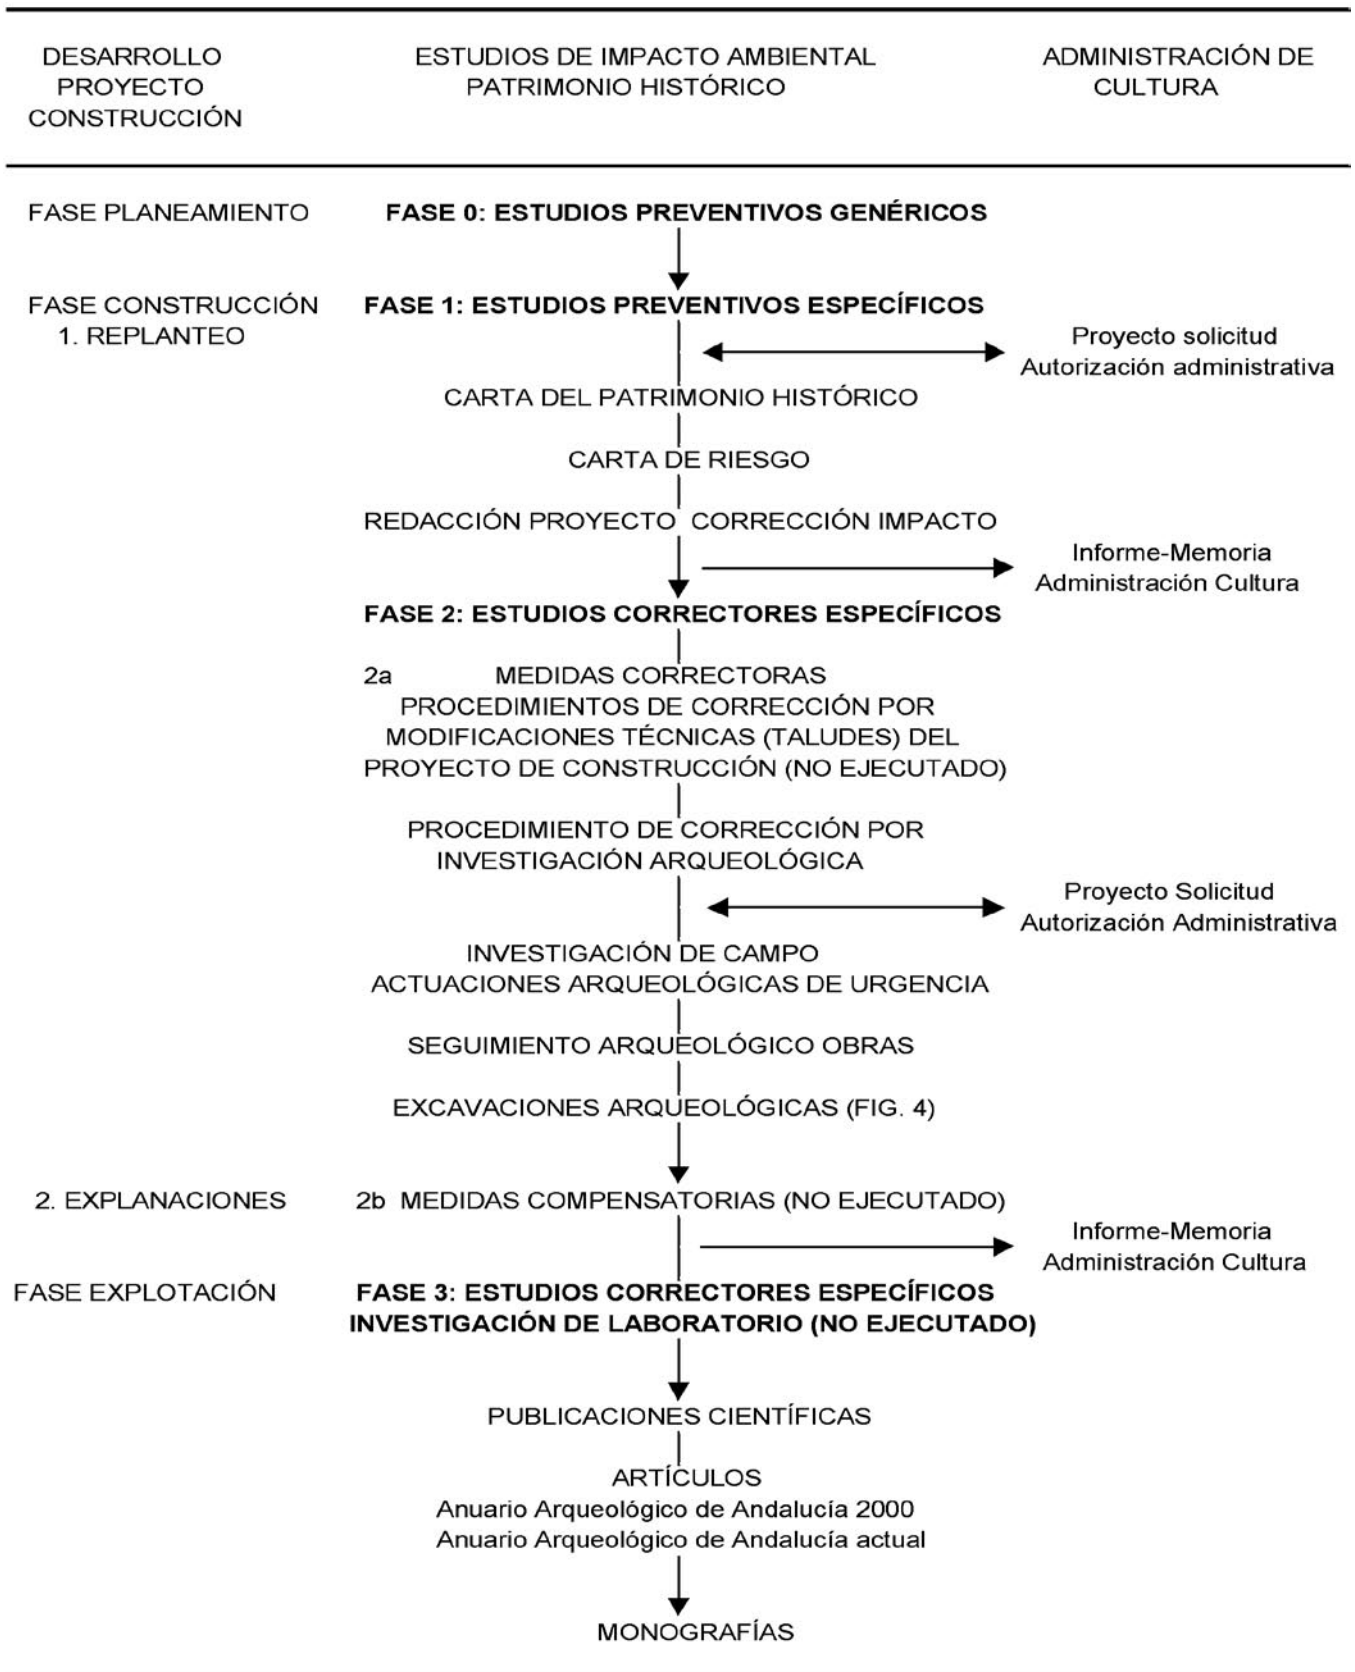 DESARROLLO
PROYECTO
CONSTRUCCIÓN
ESTUDIOS DE IMPACTO AMBIENTAL
PATRIMONIO HISTÓRICO
ADMINISTRACIÓN DE
CULTURA
FASE PLANEAMIENTO
FASE 0: ESTUDIOS PREVENTIVOS GENÉRICOS
FASE CONSTRUCCIÓN
1. REPLANTEO
FASE 1: ESTUDIOS PREVENTIVOS ESPECÍFICOS
Proyecto solicitud
Autorización administrativa
CARTA DEL PATRIMONIO HISTÓRICO
CARTA DE RIESGO
REDACCIÓN PROYECTO CORRECCIÓN IMPACTO
Informe-Memoria
Administración Cultura
FASE 2: ESTUDIOS CORRECTORES ESPECÍFICOS
2a MEDIDAS CORRECTORAS
PROCEDIMIENTOS DE CORRECCIÓN POR
MODIFICACIONES TÉCNICAS (TALUDES) DEL
PROYECTO DE CONSTRUCCIÓN (NO EJECUTADO)
PROCEDIMIENTO DE CORRECCIÓN POR
INVESTIGACIÓN ARQUEOLÓGICA
Proyecto Solicitud
Autorización Administrativa
INVESTIGACIÓN DE CAMPO
ACTUACIONES ARQUEOLÓGICAS DE URGENCIA
SEGUIMIENTO ARQUEOLÓGICO OBRAS
EXCAVACIONES ARQUEOLÓGICAS (FIG. 4)
2. EXPLANACIONES
2b MEDIDAS COMPENSATORIAS (NO EJECUTADO)
Informe-Memoria
Administración Cultura
FASE EXPLOTACIÓN
FASE 3: ESTUDIOS CORRECTORES ESPECÍFICOS
INVESTIGACIÓN DE LABORATORIO (NO EJECUTADO)
PUBLICACIONES CIENTÍFICAS
ARTÍCULOS
Anuario Arqueológico de Andalucía 2000
Anuario Arqueológico de Andalucía actual
MONOGRAFÍAS